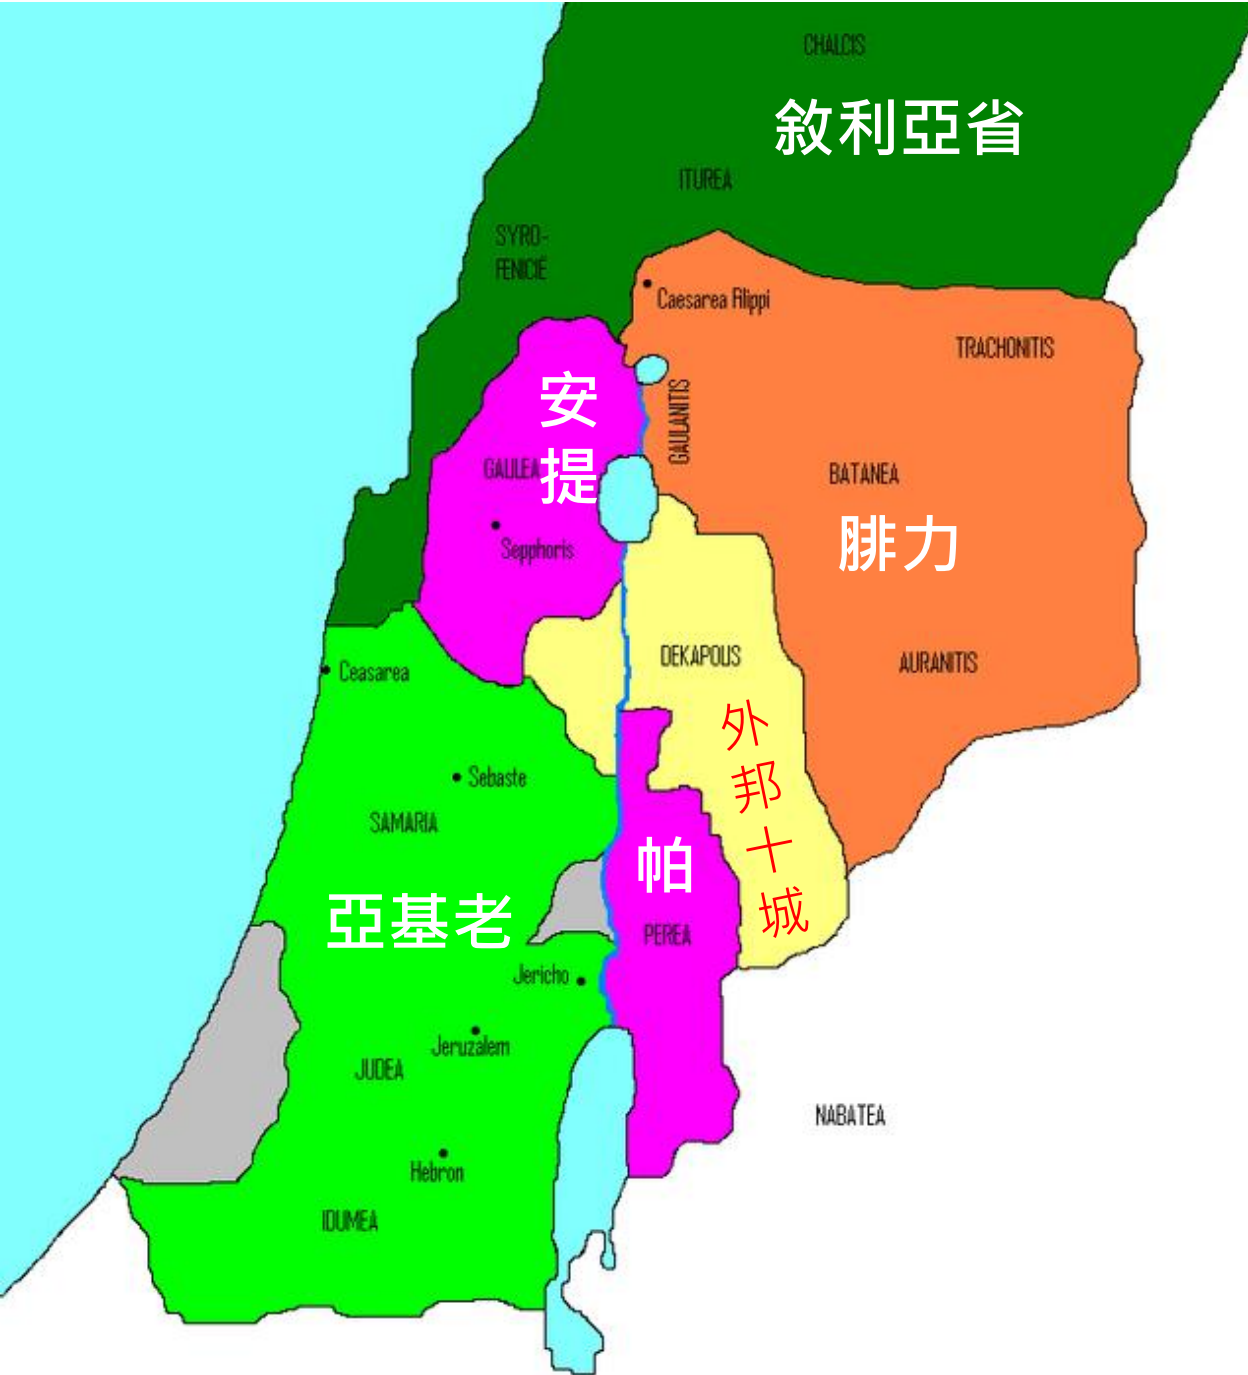 CHALCIS
敘利亞省
ITUREA
SYRO-
FENICIË
Caesarea Filippi
TRACHONITIS
GAULANITIS
安
提
GALILEA
BATANEA
腓力
Sepphoris
DEKAPOLIS
AURANITIS
Ceasarea
外
邦
十
城
Sebaste
SAMARIA
帕
亞基老
PEREA
Jericho
Jeruzalem
JUDEA
NABATEA
Hebron
IDUMEA